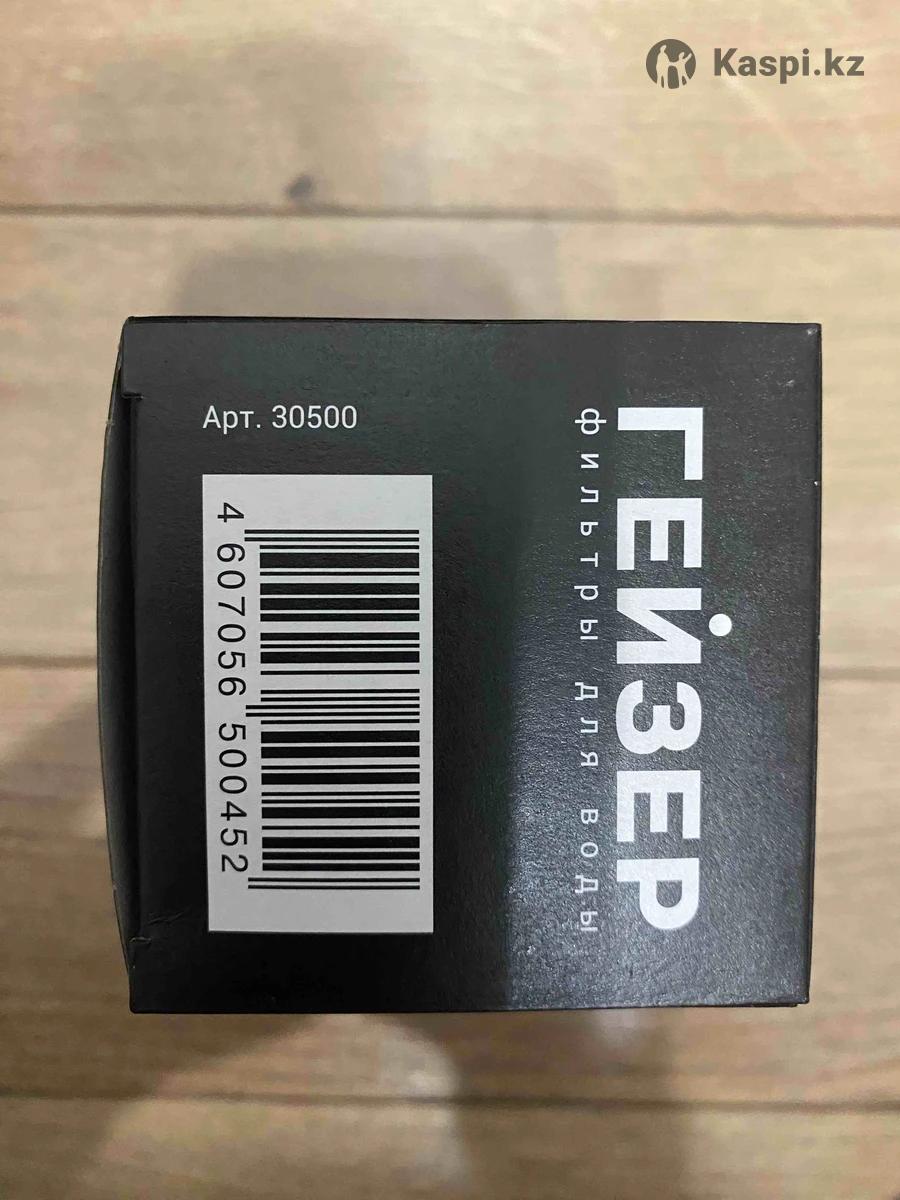 Kaspi.kz
Арт. 30500
ГЕЙЗЕР
фильтры для воды
4 607056 500452